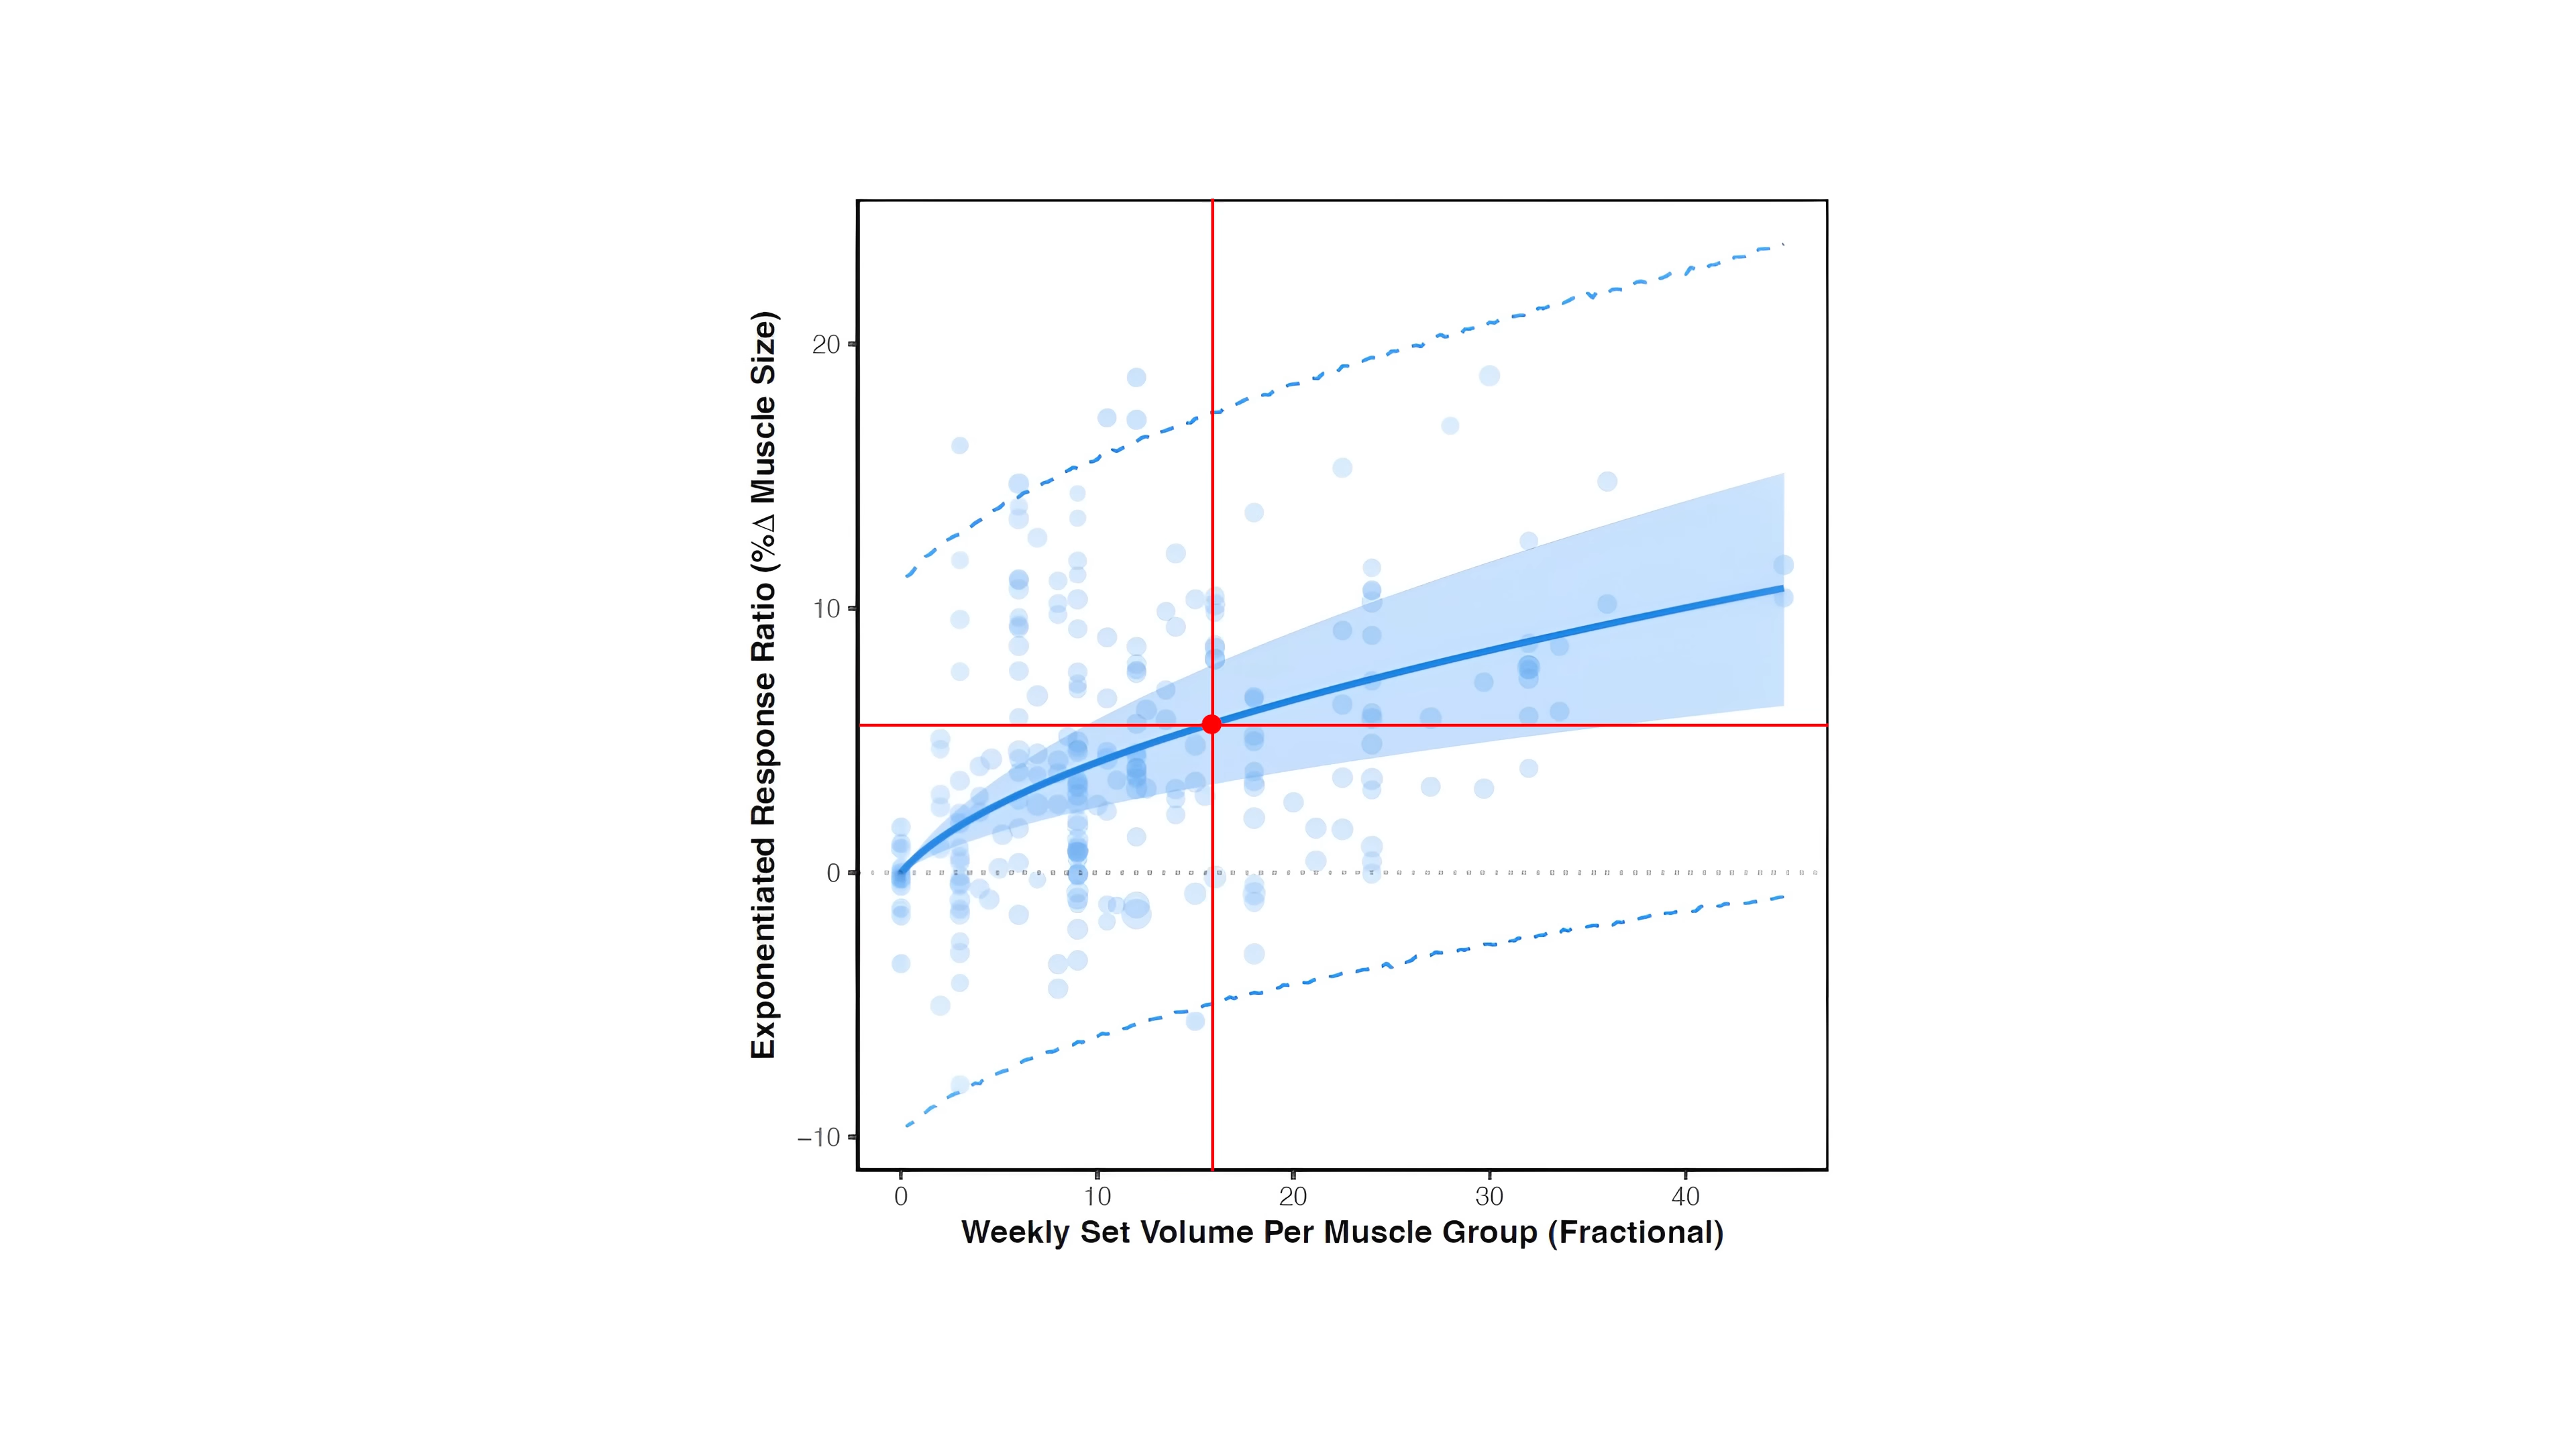 Exponentiated Response Ratio (%Δ Muscle Size)
20
10
0
−10
0 10 20 30 40
Weekly Set Volume Per Muscle Group (Fractional)